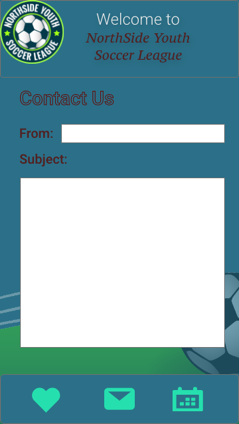 NORTHSIDE YOUTH
SOCCER LEAGUE
Welcome to
NorthSide Youth
Soccer League
Contact Us
From:
Subject: